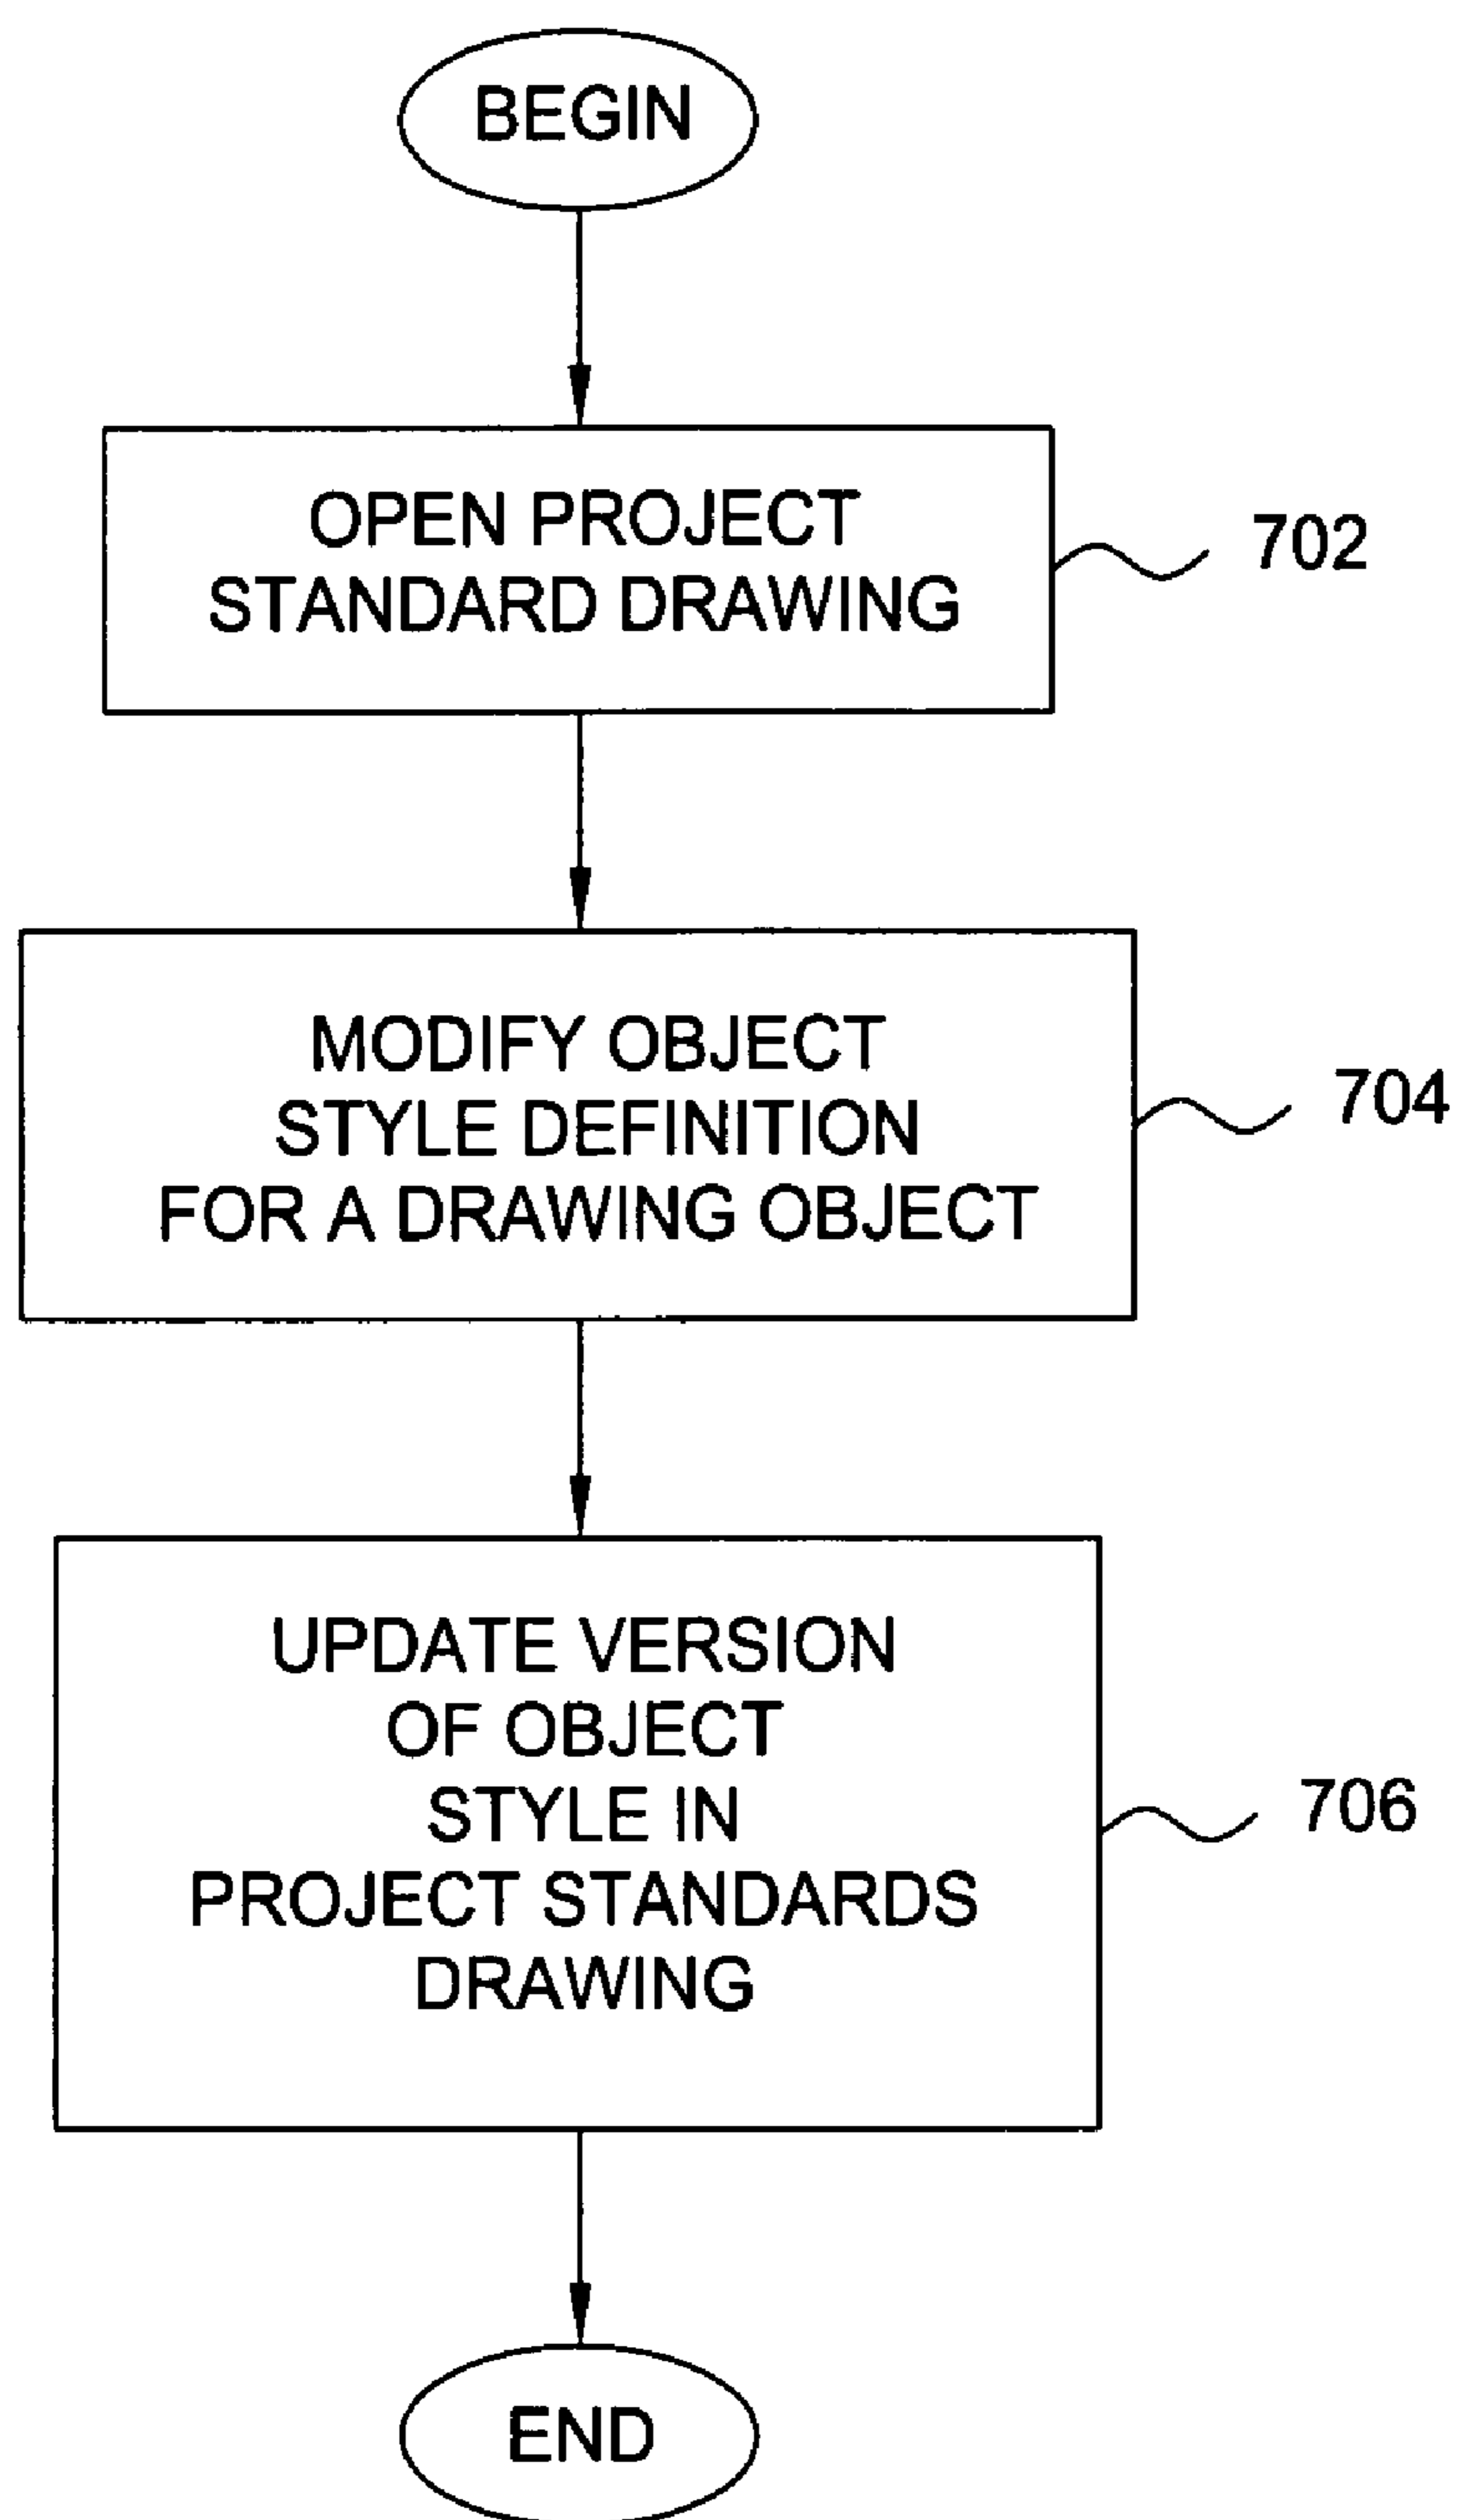 BEGIN
OPEN PROJECT
STANDARD DRAWING
702
MODIFY OBJECT
STYLE DEFINITION
FOR A DRAWING OBJECT
704
UPDATE VERSION
OF OBJECT
STYLE IN
PROJECT STANDARDS
DRAWING
706
END